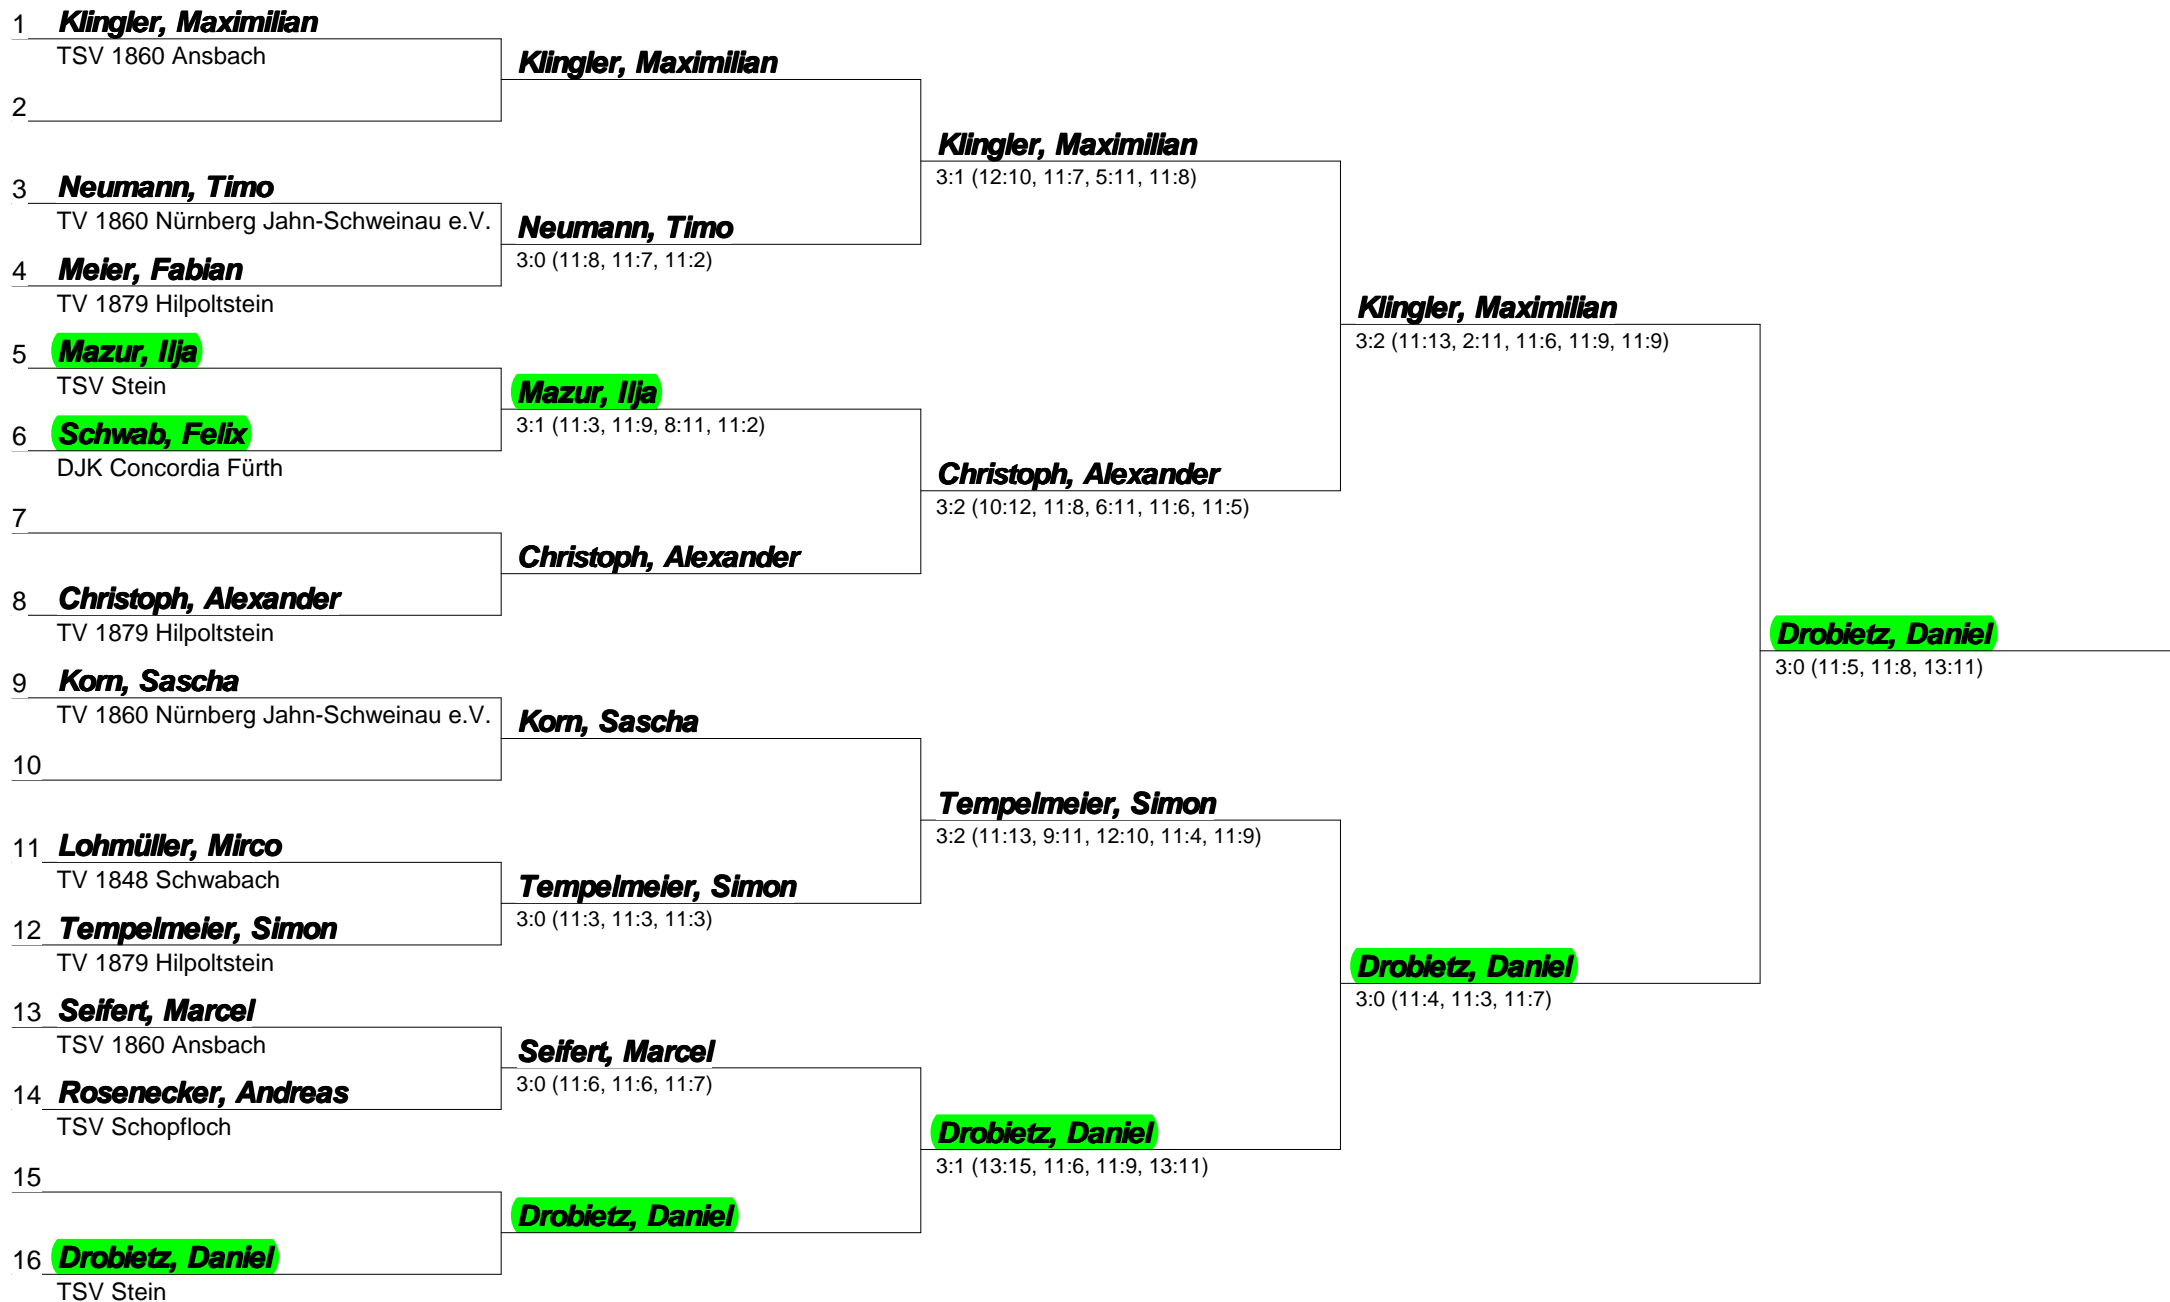 1 Klingler, Maximilian
TSV 1860 Ansbach
2
3 Neumann, Timo
TV 1860 Nürnberg Jahn-Schweinau e.V.
4 Meier, Fabian
TV 1879 Hilpoltstein
5 Mazur, Ilja
TSV Stein
6 Schwab, Felix
DJK Concordia Fürth
7
8 Christoph, Alexander
TV 1879 Hilpoltstein
9 Korn, Sascha
TV 1860 Nürnberg Jahn-Schweinau e.V.
10
11 Lohmüller, Mirco
TV 1848 Schwabach
12 Tempelmeier, Simon
TV 1879 Hilpoltstein
13 Seifert, Marcel
TSV 1860 Ansbach
14 Rosenecker, Andreas
TSV Schopfloch
15
16 Drobietz, Daniel
TSV Stein
Klingler, Maximilian
Neumann, Timo
3:0 (11:8, 11:7, 11:2)
Mazur, Ilja
3:1 (11:3, 11:9, 8:11, 11:2)
Christoph, Alexander
Korn, Sascha
Tempelmeier, Simon
3:0 (11:3, 11:3, 11:3)
Seifert, Marcel
3:0 (11:6, 11:6, 11:7)
Drobietz, Daniel
Klingler, Maximilian
3:1 (12:10, 11:7, 5:11, 11:8)
Christoph, Alexander
3:2 (10:12, 11:8, 6:11, 11:6, 11:5)
Tempelmeier, Simon
3:2 (11:13, 9:11, 12:10, 11:4, 11:9)
Drobietz, Daniel
3:1 (13:15, 11:6, 11:9, 13:11)
Klingler, Maximilian
3:2 (11:13, 2:11, 11:6, 11:9, 11:9)
Drobietz, Daniel
3:0 (11:4, 11:3, 11:7)
Drobietz, Daniel
3:0 (11:5, 11:8, 13:11)